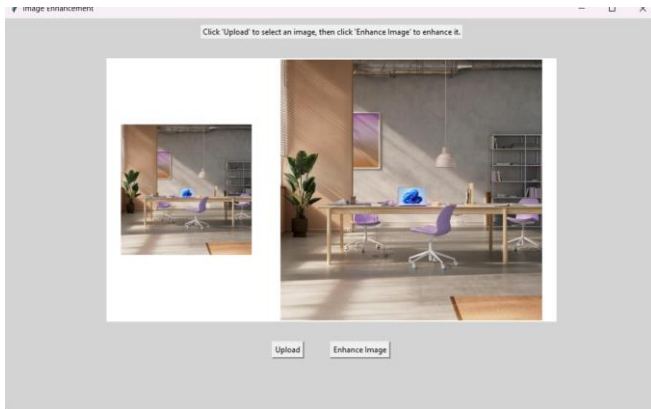 Image Enhancement
Click 'Upload' to select an image, then click 'Enhance Image' to enhance it.
Upload
Enhance Image